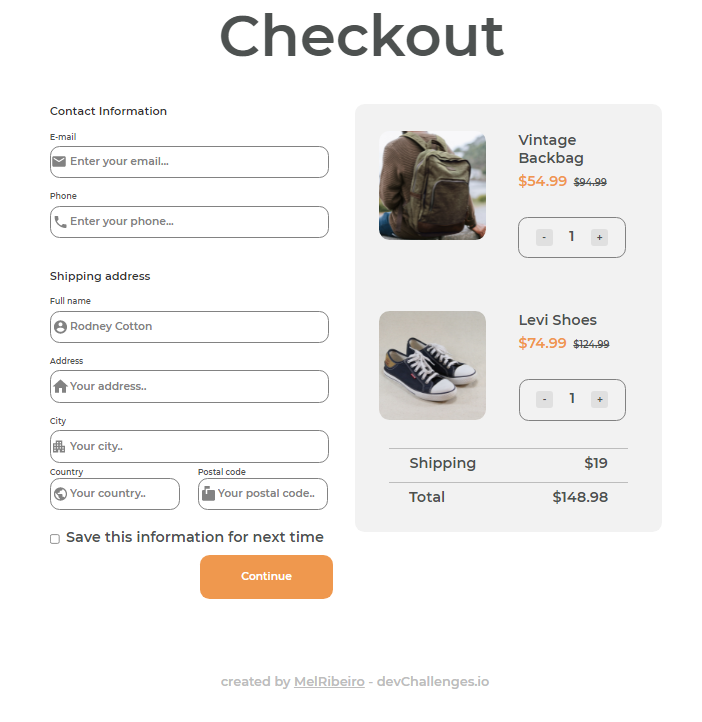 Checkout
Contact Information
E-mail
Enter your email...
Phone
Enter your phone...
Shipping address
Full name
Rodney Cotton
Address
Your address..
City
Your city..
Country
Postal code
Your country..
Your postal code..
Save this information for next time
Continue
Vintage
Backbag
$54.99 $94.99
- 1 +
Levi Shoes
$74.99 $124.99
- 1 +
Shipping $19
Total $148.98
created by MelRibeiro - devChallenges.io